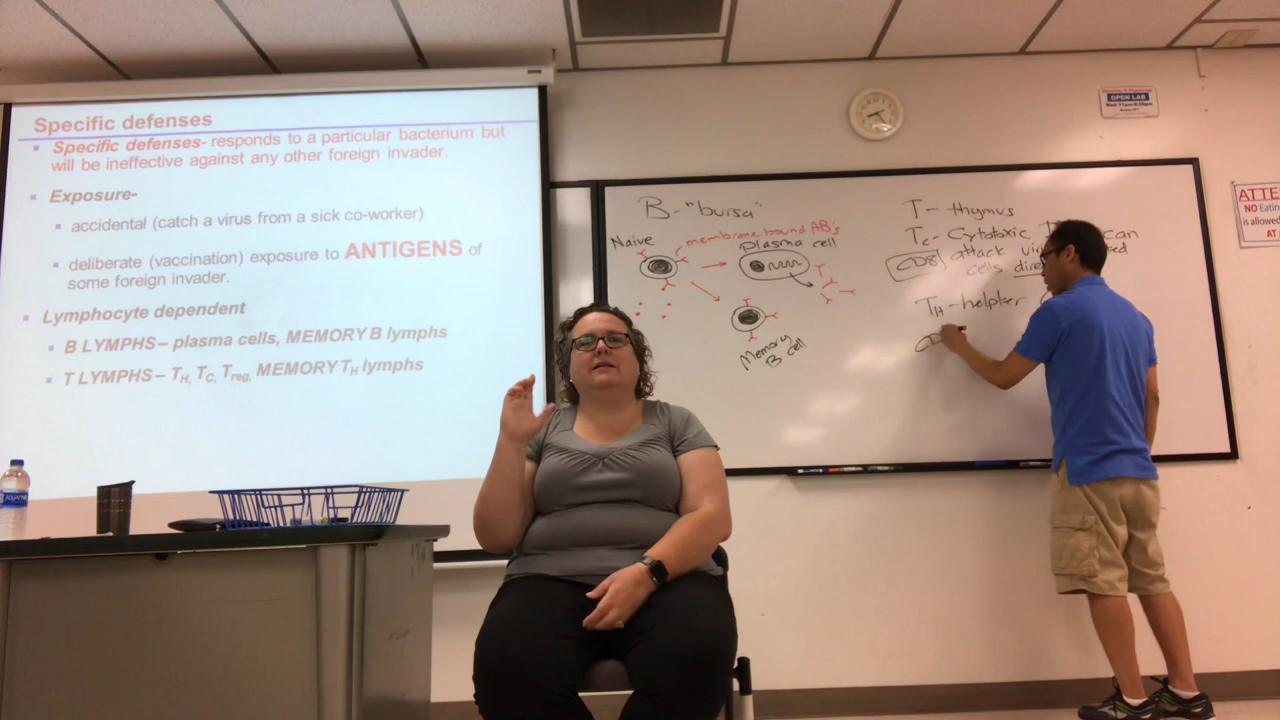 Specific defenses
Specific defenses- responds to a particular bacterium but
will be ineffective against any other foreign invader.
Exposure-
accidental (catch a virus from a sick co-worker)
deliberate (vaccination) exposure to ANTIGENS of
some foreign invader.
Lymphocyte dependent
B LYMPHS – plasma cells, MEMORY B lymphs
T LYMPHS – TH, TC, Treg, MEMORY TH lymphs
AQUAFINA
B - "bursa"
Naive
membrane bound AB's
plasma cell
Memory
B cell
T - thymus
Tc - Cytotoxic can
CD8 attack
cells
TH - helper
OPEN LAB
ATTE
NO Eatin
is allowed
AT